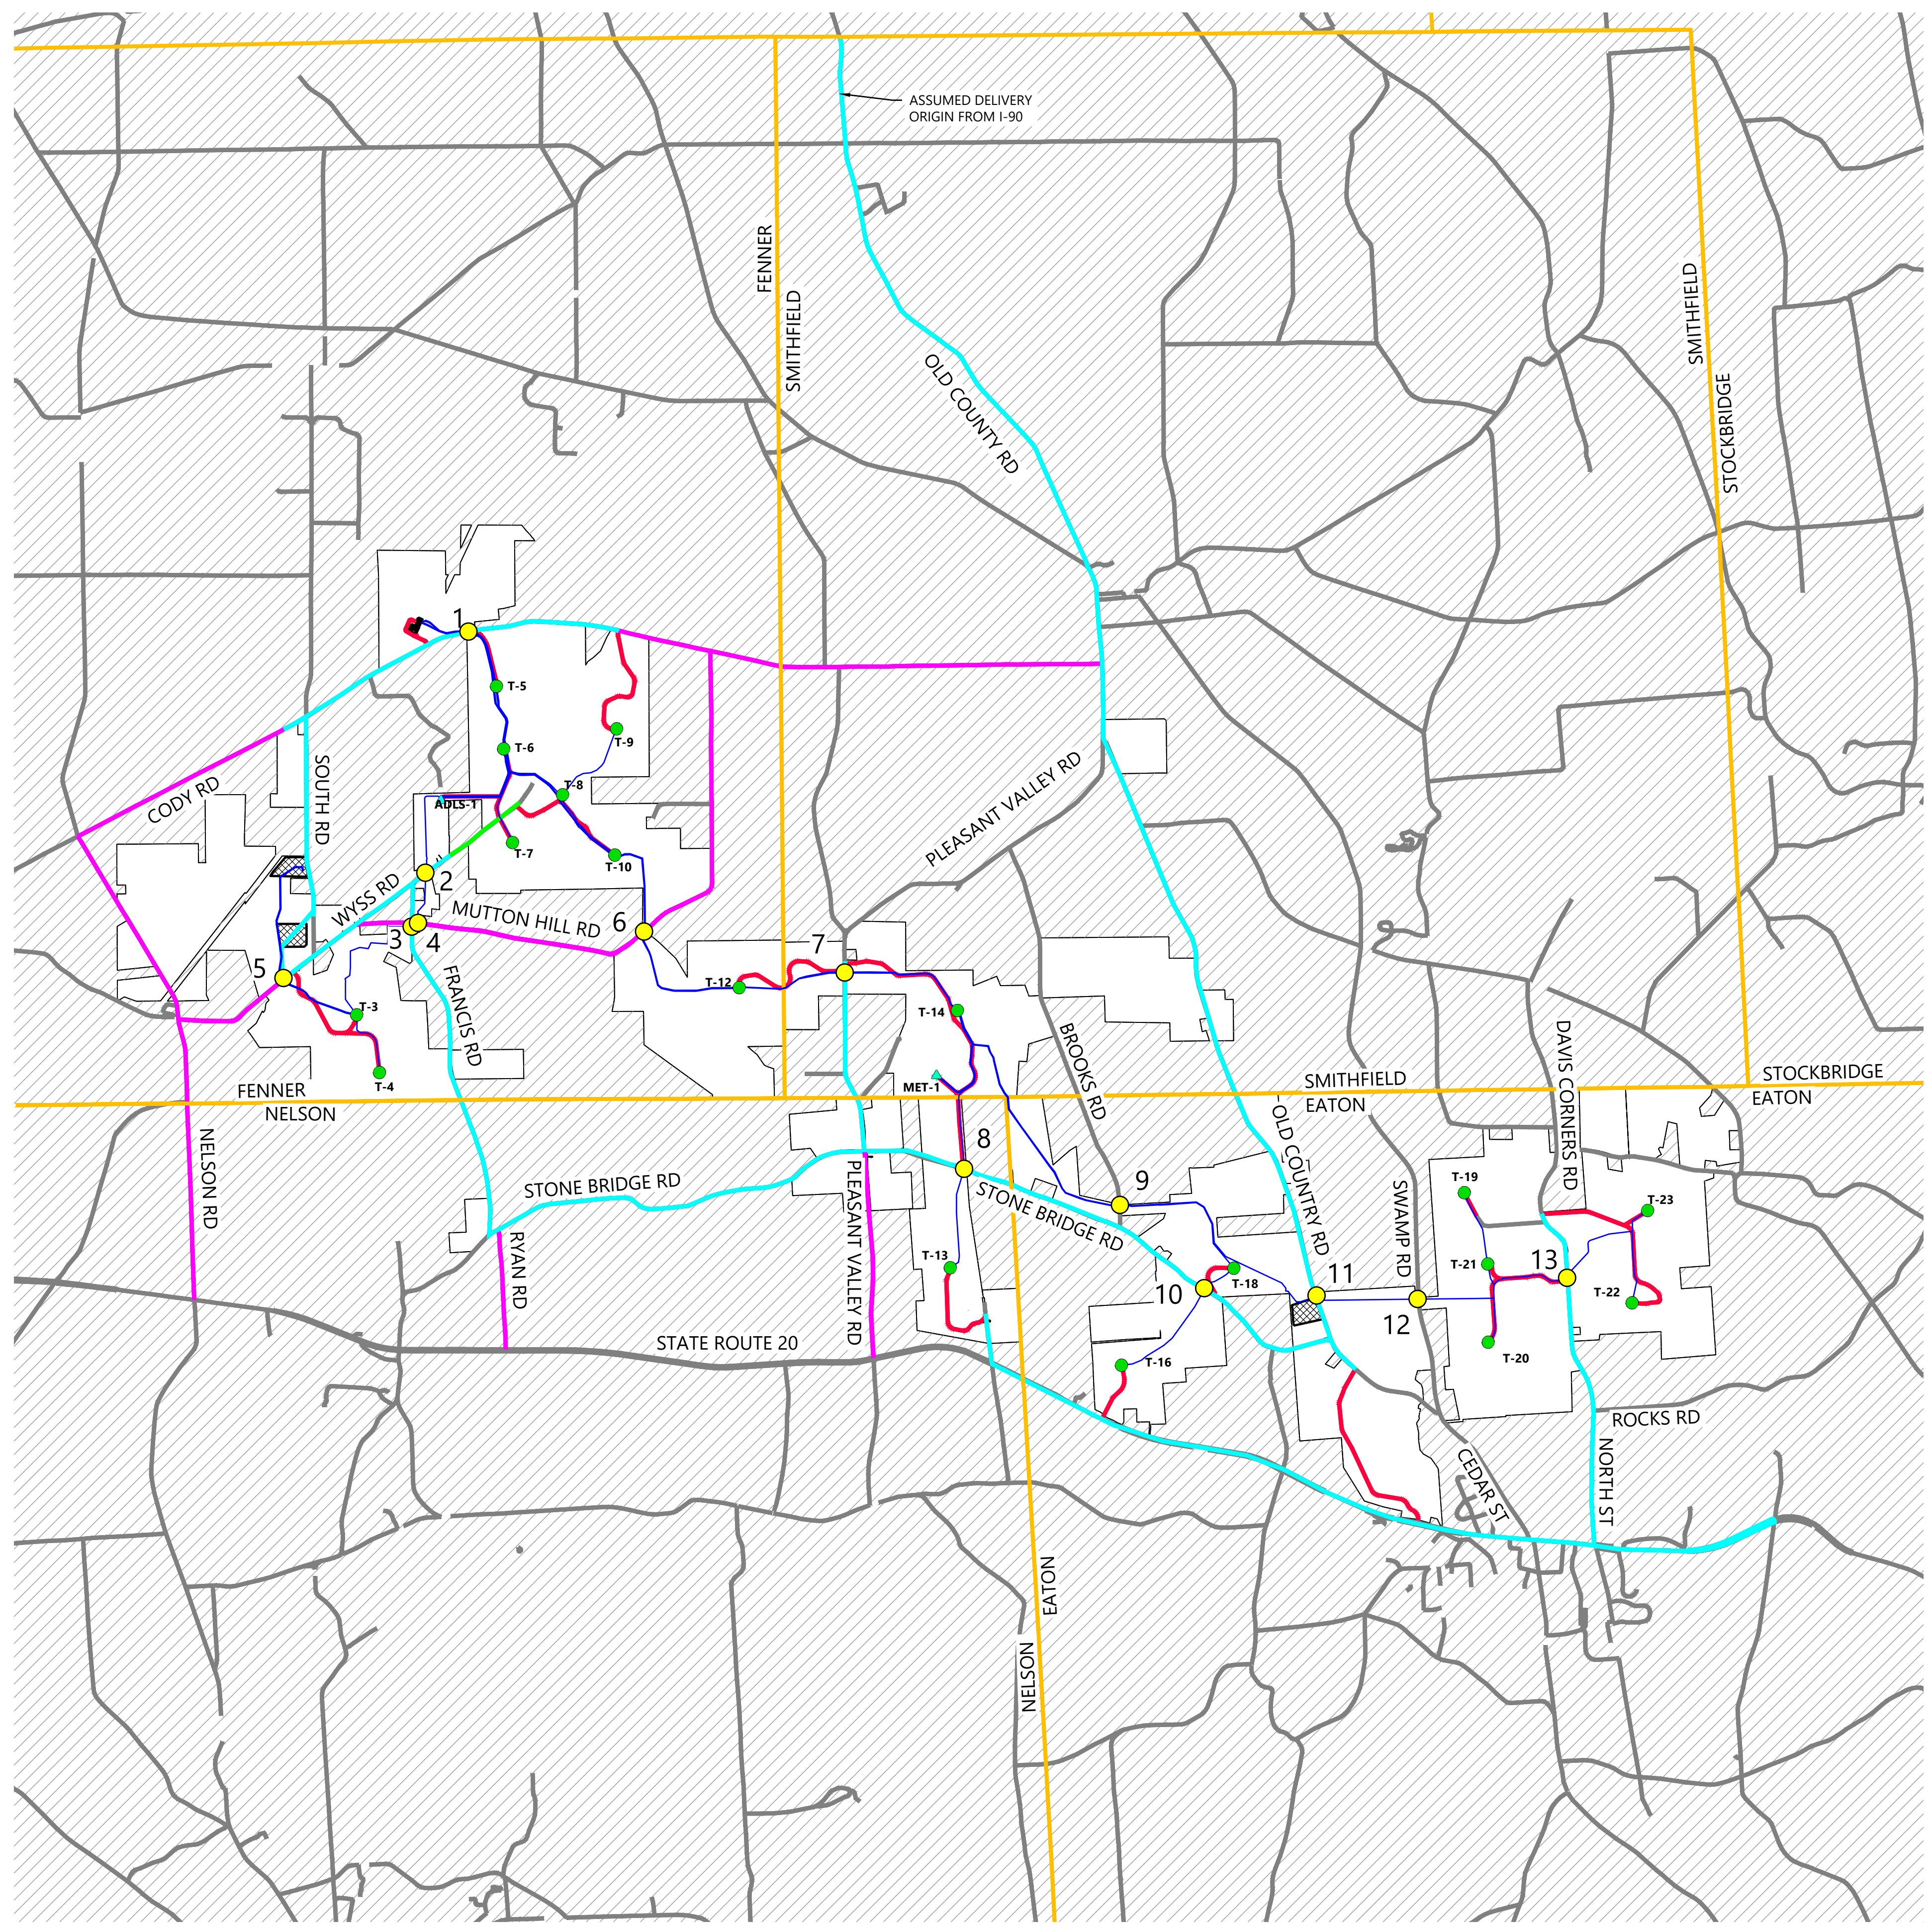 ASSUMED DELIVERY
ORIGIN FROM I-90
FENNER
SMITHFIELD
SMITHFIELD
STOCKBRIDGE
OLD COUNTY RD
1
T-5
T-6
T-9
T-8
ADLS-1
T-7
T-10
CODY RD
SOUTH RD
PLEASANT VALLEY RD
WYSS RD
2
MUTTON HILL RD
6
3
4
7
5
T-12
T-3
T-14
FRANCIS RD
T-4
MET-1
BROOKS RD
DAVIS CORNERS RD
FENNER
NELSON
SMITHFIELD
EATON
STOCKBRIDGE
EATON
NELSON RD
8
STONE BRIDGE RD
PLEASANT VALLEY RD
STONE BRIDGE RD
9
OLD COUNTRY RD
SWAMP RD
T-19
T-23
RYAN RD
T-13
T-18
T-21
13
10
11
T-22
12
STATE ROUTE 20
T-16
T-20
ROCKS RD
CEDAR ST
NORTH ST
EATON
NELSON